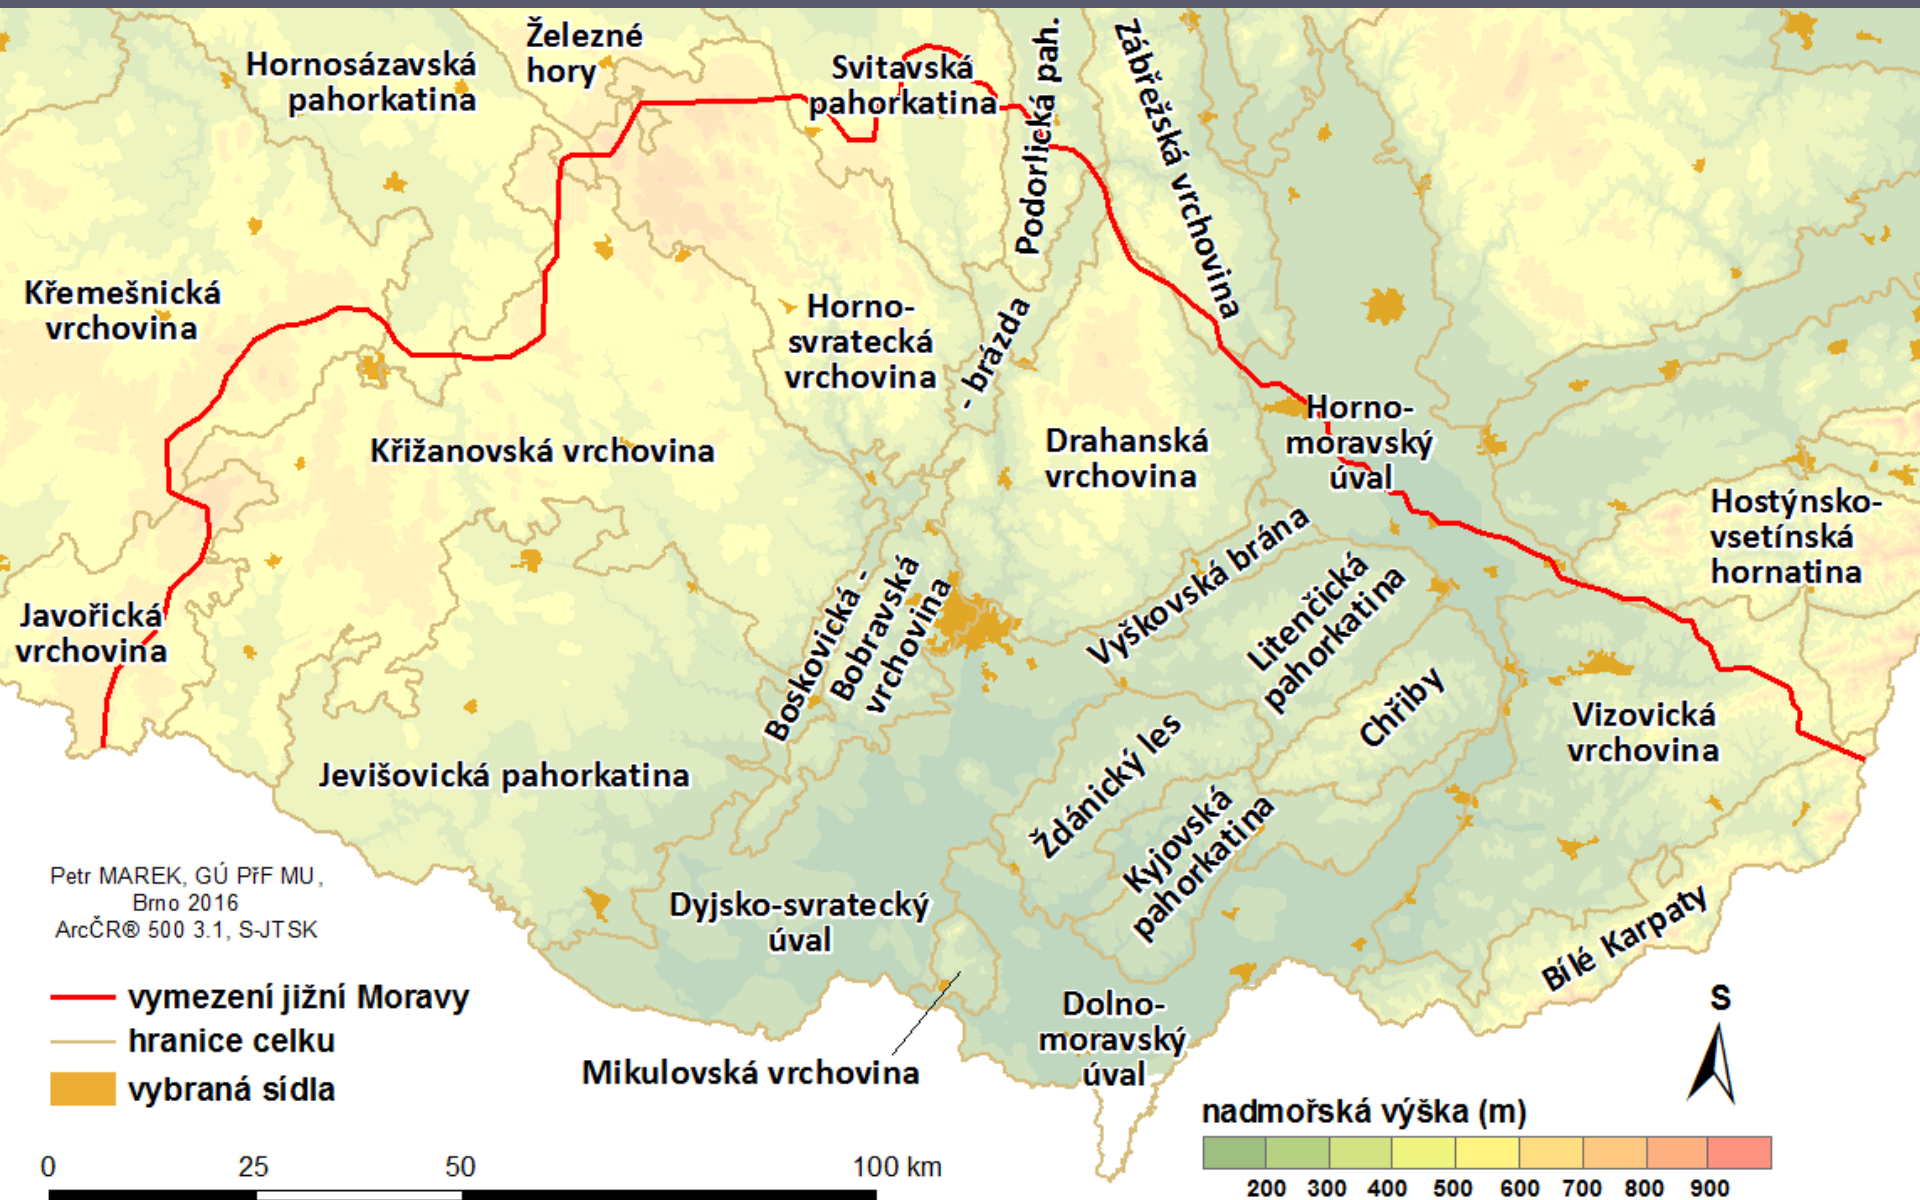 Hornosázavská
pahorkatina
Železné
hory
Svitavská
pahorkatina
Podorlická pah.
Zábřežská vrchovina
Křemešnická
vrchovina
Horno-
svratecká
vrchovina
- brázda
Křižanovská vrchovina
Drahanská
vrchovina
Horno-
moravský
úval
Hostýnsko-
vsetínská
hornatina
Javořická
vrchovina
Boskovická -
Bobravská
vrchovina
Vyškovská brána
Litenčická
pahorkatina
Chřiby
Vizovická
vrchovina
Jevišovická pahorkatina
Ždánický les
Kyjovská
pahorkatina
Dyjsko-svratecký
úval
Bílé Karpaty
Dolno-
moravský
úval
Mikulovská vrchovina
Petr MAREK, GÚ PřF MU,
Brno 2016
ArcČR® 500 3.1, S-JTSK
vymezení jižní Moravy
hranice celku
vybraná sídla
0 25 50 100 km
S
nadmořská výška (m)
200 300 400 500 600 700 800 900